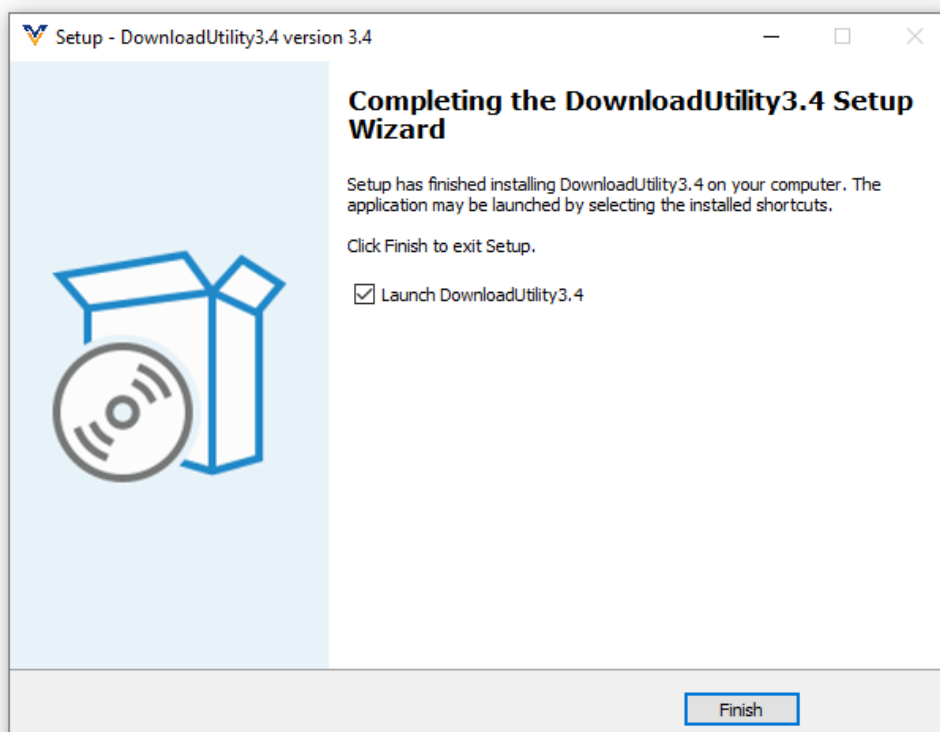 Setup - DownloadUtility3.4 version 3.4
Completing the DownloadUtility3.4 Setup
Wizard
Setup has finished installing DownloadUtility3.4 on your computer. The
application may be launched by selecting the installed shortcuts.
Click Finish to exit Setup.
Launch DownloadUtility3.4
Finish